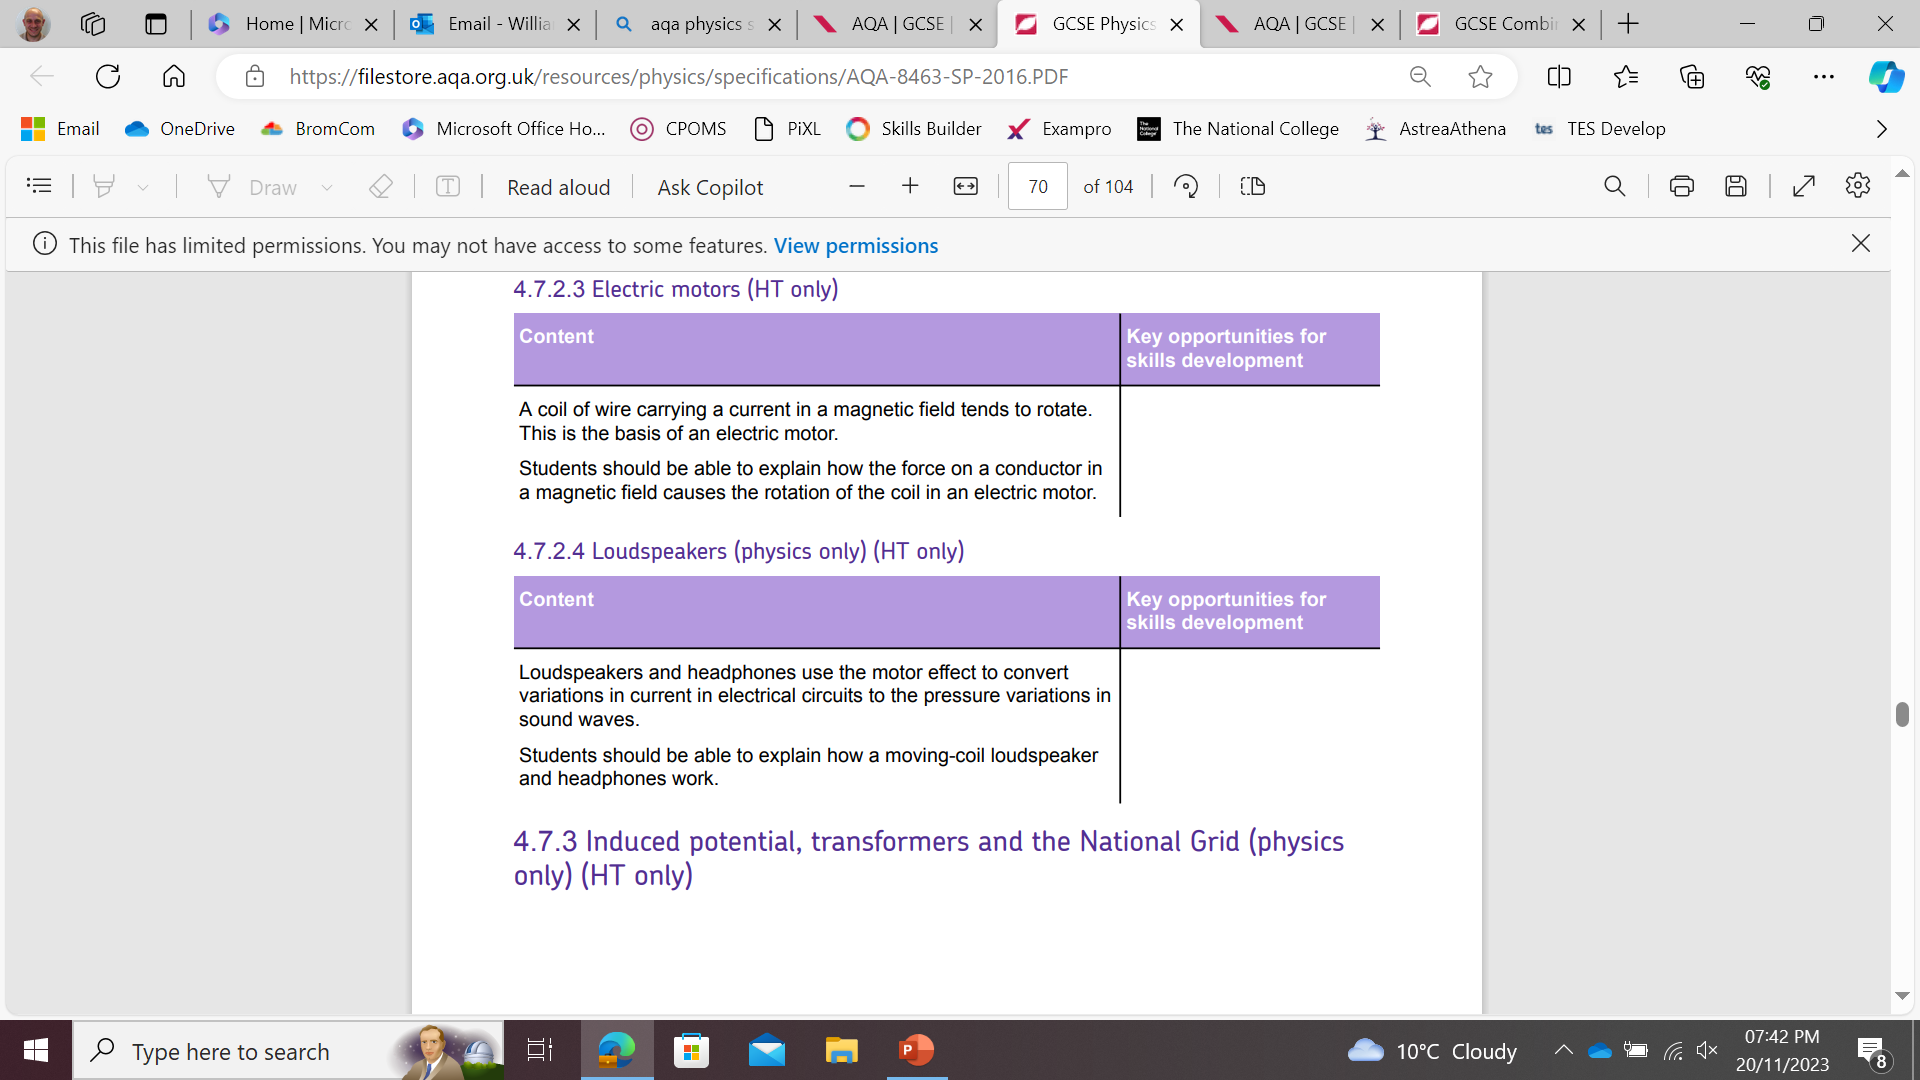 Home | Micro
Email - Willia
aqa physics s
AQA | GCSE |
GCSE Physics
AQA | GCSE |
GCSE Combi
https://filestore.aqa.org.uk/resources/physics/specifications/AQA-8463-SP-2016.PDF
Email
OneDrive
BromCom
Microsoft Office Ho...
CPOMS
PiXL
Skills Builder
Exampro
The National College
AstreaAthena
tes
TES Develop
Draw
Read aloud
Ask Copilot
70
of 104
This file has limited permissions. You may not have access to some features. View permissions
4.7.2.3 Electric motors (HT only)
Content
Key opportunities for
skills development
A coil of wire carrying a current in a magnetic field tends to rotate.
This is the basis of an electric motor.
Students should be able to explain how the force on a conductor in
a magnetic field causes the rotation of the coil in an electric motor.
4.7.2.4 Loudspeakers (physics only) (HT only)
Content
Key opportunities for
skills development
Loudspeakers and headphones use the motor effect to convert
variations in current in electrical circuits to the pressure variations in
sound waves.
Students should be able to explain how a moving-coil loudspeaker
and headphones work.
4.7.3 Induced potential, transformers and the National Grid (physics
only) (HT only)
Type here to search
10°C Cloudy
07:42 PM
20/11/2023
8